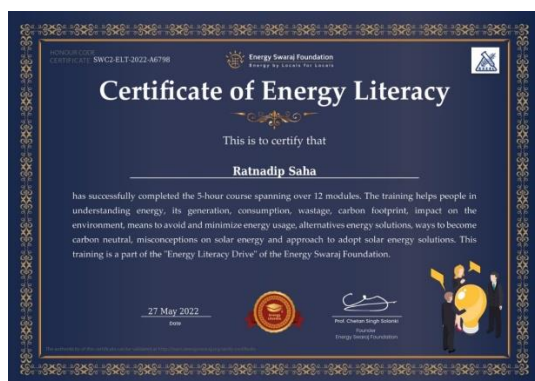 HONOUR CODE
CERTIFICATE SWC2-ELT-2022-A6798
Energy Swaraj Foundation
Energy by Locals for Locals
Certificate of Energy Literacy
This is to certify that
Ratnadip Saha
has successfully completed the 5-hour course spanning over 12 modules. The training helps people in
understanding energy, its generation, consumption, wastage, carbon footprint, impact on the
environment, means to avoid and minimize energy usage, alternatives energy solutions, ways to become
carbon neutral, misconceptions on solar energy and approach to adopt solar energy solutions. This
training is a part of the "Energy Literacy Drive" of the Energy Swaraj Foundation.
27 May 2022
Date
Prof. Chetan Singh Solanki
Founder
Energy Swaraj Foundation